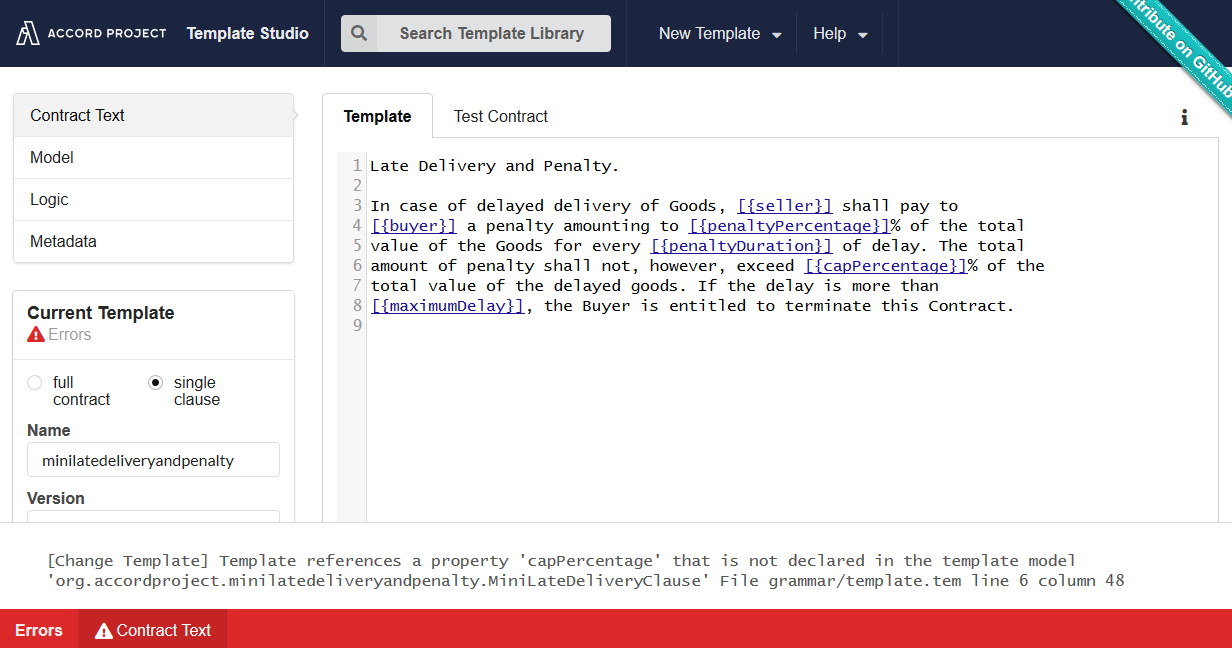 ACCORD PROJECT Template Studio Search Template Library New Template Help
ntribute on GitHub
Contract Text
Model
Logic
Metadata
Current Template
Errors
full contract
single clause
Name
minilatedeliveryandpenalty
Version
Template Test Contract
1 Late Delivery and Penalty.
2
3 In case of delayed delivery of Goods, [{seller}] shall pay to
4 [{buyer}] a penalty amounting to [{penaltyPercentage}]% of the total
5 value of the Goods for every [{penaltyDuration}] of delay. The total
6 amount of penalty shall not, however, exceed [{capPercentage}]% of the
7 total value of the delayed goods. If the delay is more than
8 [{maximumDelay}], the Buyer is entitled to terminate this Contract.
9
[Change Template] Template references a property 'capPercentage' that is not declared in the template model
'org.accordproject.minilatedeliveryandpenalty.MiniLateDeliveryClause' File grammar/template.tem line 6 column 48
Errors Contract Text